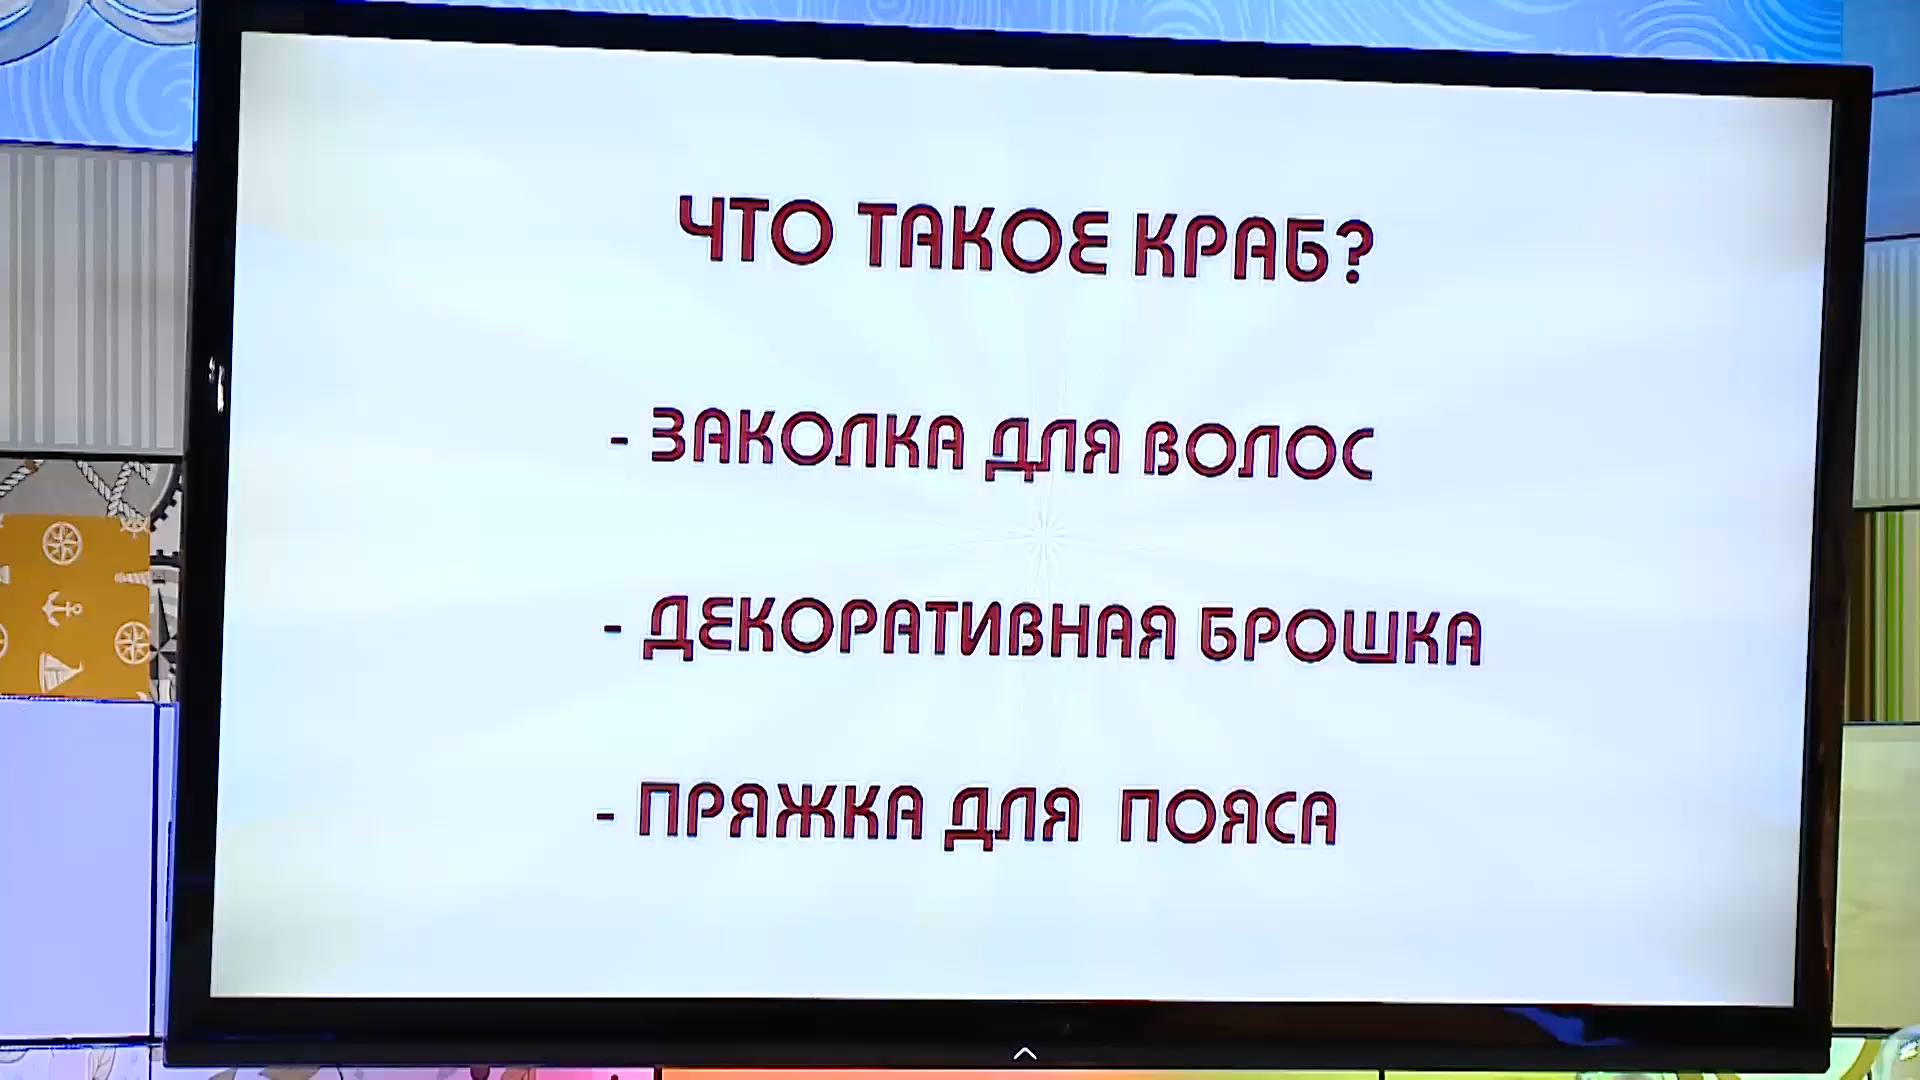 ЧТО ТАКОЕ КРАБ?
- ЗАКОЛКА ДЛЯ ВОЛОС
- ДЕКОРАТИВНАЯ БРОШКА
- ПРЯЖКА ДЛЯ ПОЯСА